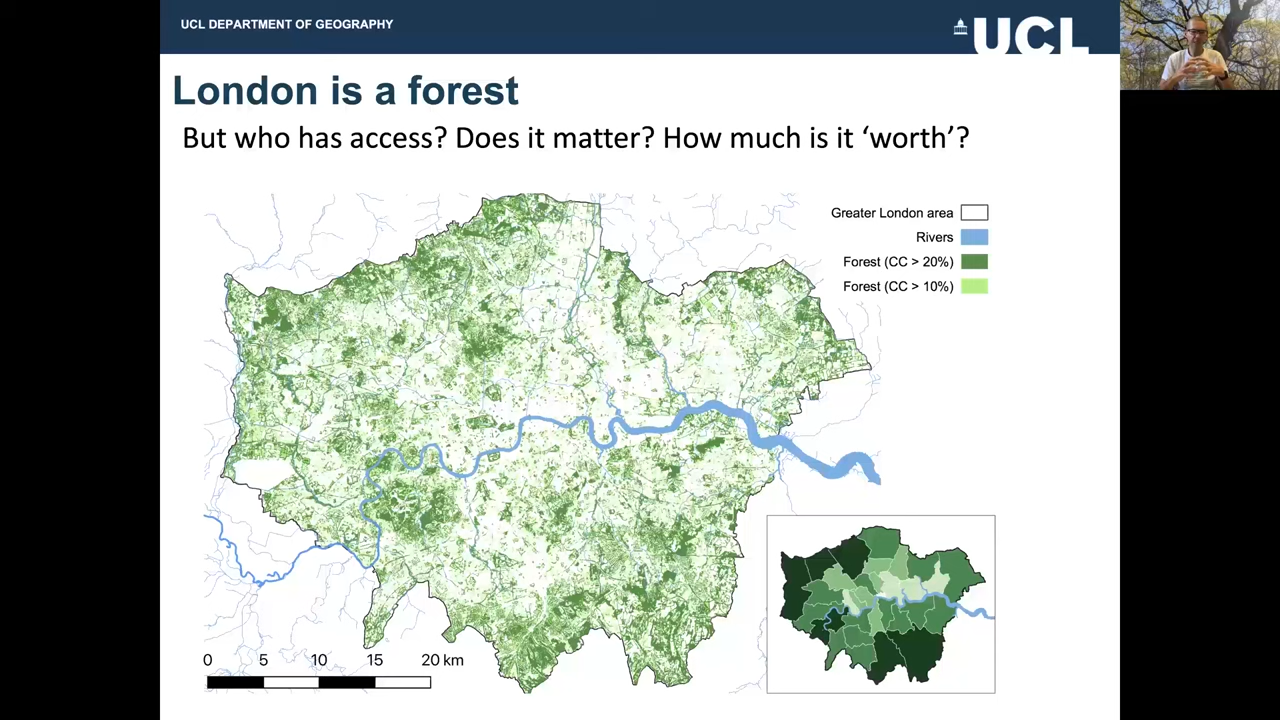 UCL DEPARTMENT OF GEOGRAPHY
UCL
London is a forest
But who has access? Does it matter? How much is it ‘worth’?
Greater London area
Rivers
Forest (CC > 20%)
Forest (CC > 10%)
0 5 10 15 20 km